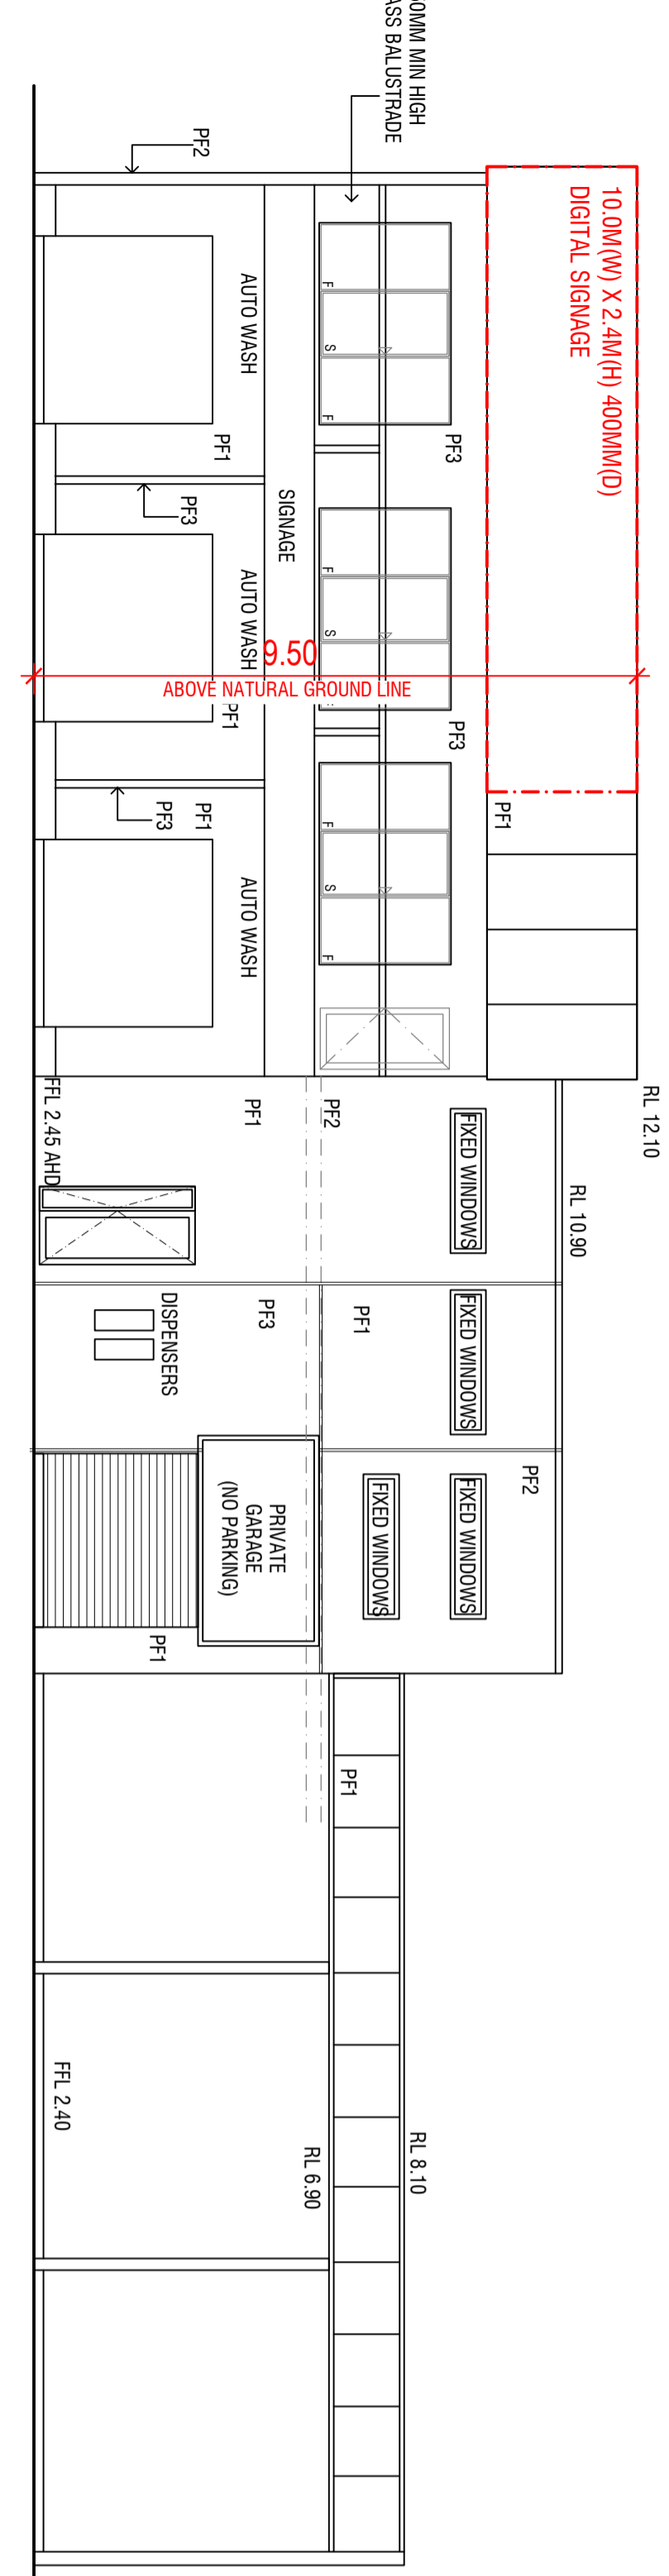 50MM MIN HIGH
ASS BALUSTRADE
10.0M(W) X 2.4M(H) 400MM(D)
DIGITAL SIGNAGE
PF2
AUTO WASH
F
S
F
PF3
PF1
PF3
SIGNAGE
AUTO WASH
F
S
9.50
ABOVE NATURAL GROUND LINE
PF1
PF3
PF1
PF3
PF1
AUTO WASH
F
S
F
RL 12.10
RL 10.90
FFL 2.45 AHD
PF1
PF2
FIXED WINDOWS
DISPENSERS
PF3
PF1
FIXED WINDOWS
PF2
FIXED WINDOWS
FIXED WINDOWS
PRIVATE
GARAGE
(NO PARKING)
PF1
PF1
FFL 2.40
RL 6.90
RL 8.10